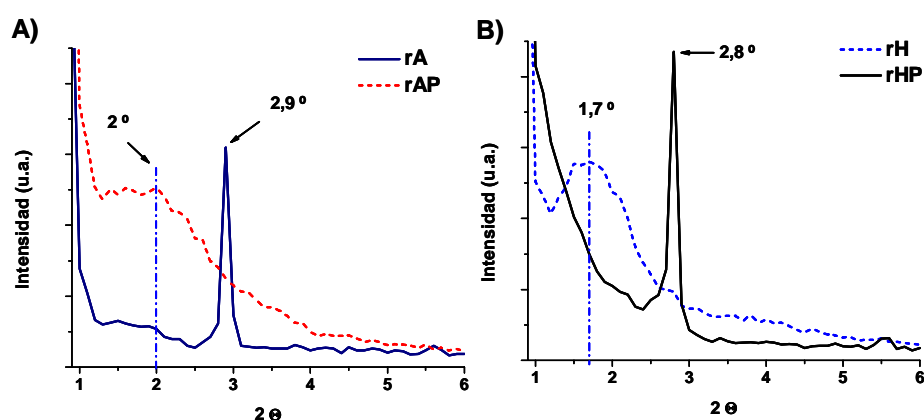 A)
rA
rAP
2 º
2,9 º
Intensidad (u.a.)
1 2 3 4 5 6
2 Θ
B)
rH
rHP
2,8 º
1,7 º
Intensidad (u.a.)
1 2 3 4 5 6
2 Θ